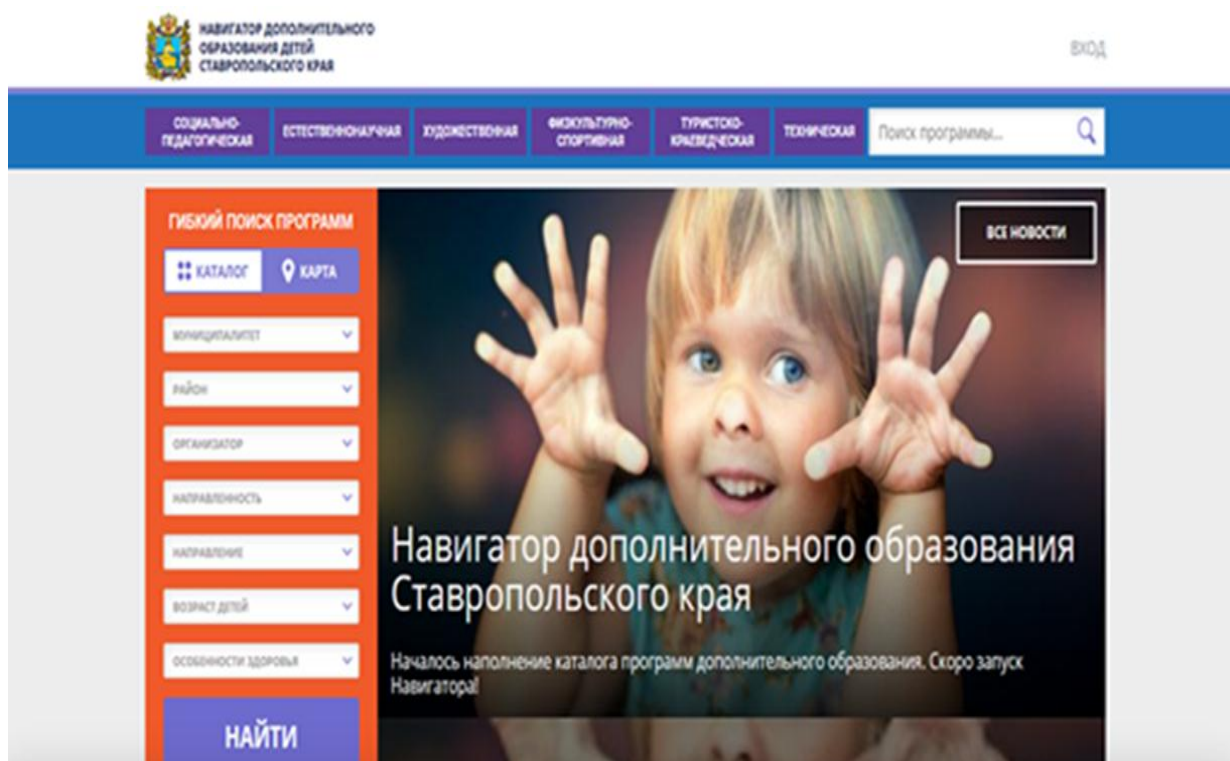 НАВИГАТОР ДОПОЛНИТЕЛЬНОГО
ОБРАЗОВАНИЯ ДЕТЕЙ
СТАВРОПОЛЬСКОГО КРАЯ
ВХОД
СОЦИАЛЬНО-
ПЕДАГОГИЧЕСКАЯ
ЕСТЕСТВЕННОНАУЧНАЯ
ХУДОЖЕСТВЕННАЯ
ФИЗКУЛЬТУРНО-
СПОРТИВНАЯ
ТУРИСТСКО-
КРАЕВЕДЧЕСКАЯ
ТЕХНИЧЕСКАЯ
Поиск программы...
ГИБКИЙ ПОИСК ПРОГРАММ
КАТАЛОГ
КАРТА
МУНИЦИПАЛИТЕТ
РАЙОН
ОРГАНИЗАТОР
НАПРАВЛЕННОСТЬ
НАПРАВЛЕНИЕ
ВОЗРАСТ ДЕТЕЙ
ОСОБЕННОСТИ ЗДОРОВЬЯ
НАЙТИ
ВСЕ НОВОСТИ
Навигатор дополнительного образования
Ставропольского края
Началось наполнение каталога программ дополнительного образования. Скоро запуск
Навигатора!